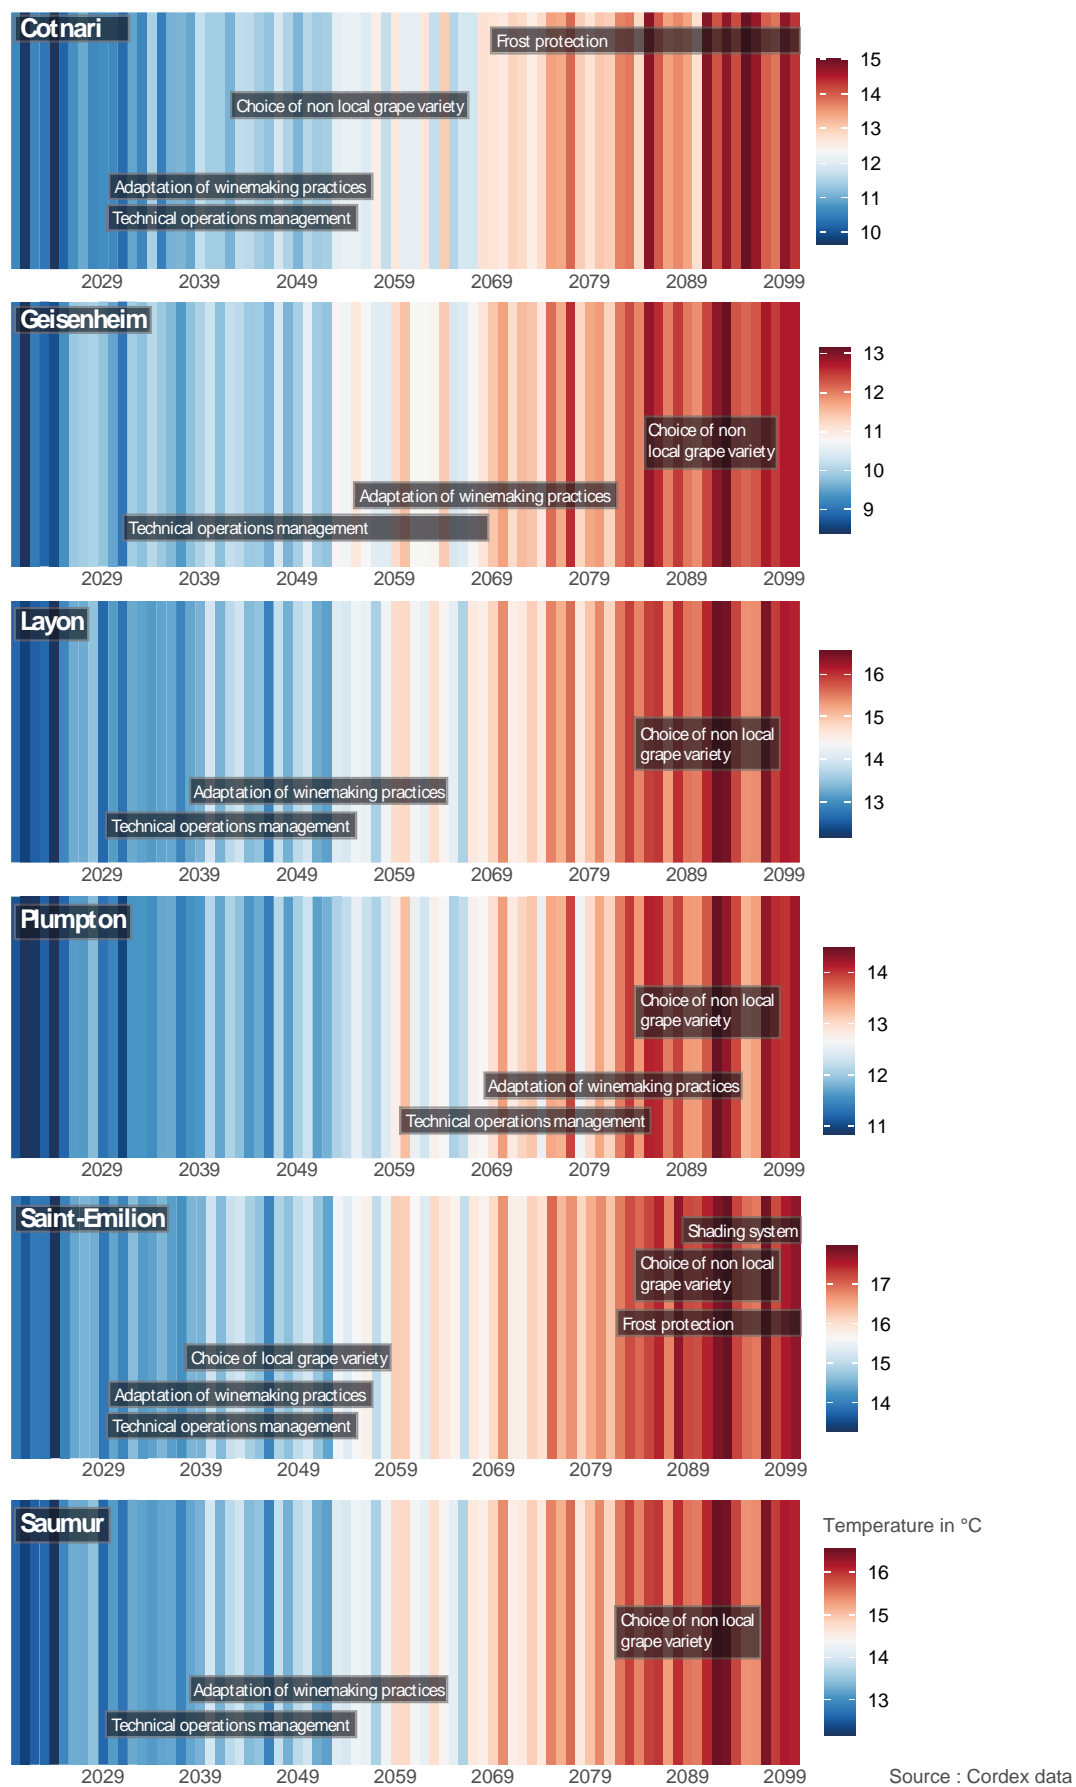 Cotnari
Frost protection
Choice of non local grape variety
Adaptation of winemaking practices
Technical operations management
15
14
13
12
11
10
2029 2039 2049 2059 2069 2079 2089 2099
Geisenheim
Choice of non
local grape variety
Adaptation of winemaking practices
Technical operations management
13
12
11
10
9
2029 2039 2049 2059 2069 2079 2089 2099
Layon
Choice of non local
grape variety
Adaptation of winemaking practices
Technical operations management
16
15
14
13
2029 2039 2049 2059 2069 2079 2089 2099
Plumpton
Choice of non local
grape variety
Adaptation of winemaking practices
Technical operations management
14
13
12
11
2029 2039 2049 2059 2069 2079 2089 2099
Saint-Emilion
Shading system
Choice of non local
grape variety
Frost protection
Choice of local grape variety
Adaptation of winemaking practices
Technical operations management
17
16
15
14
2029 2039 2049 2059 2069 2079 2089 2099
Saumur
Temperature in °C
Choice of non local
grape variety
Adaptation of winemaking practices
Technical operations management
16
15
14
13
2029 2039 2049 2059 2069 2079 2089 2099
Source : Cordex data